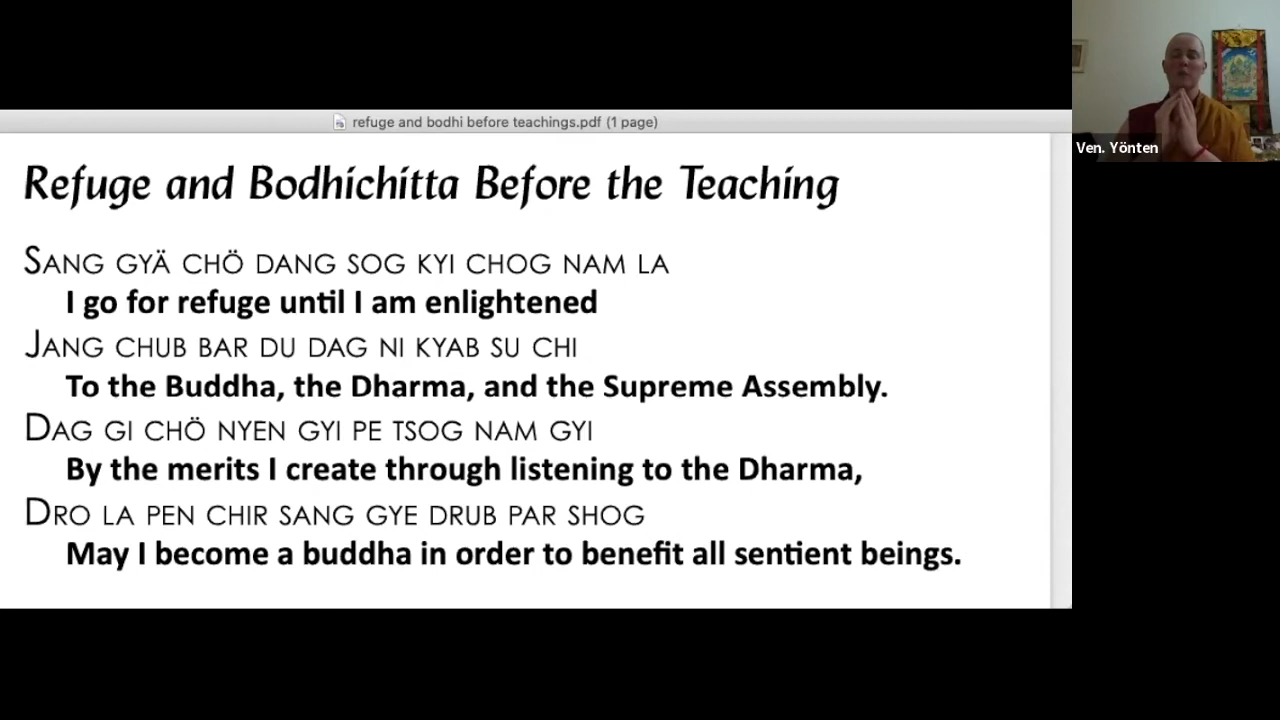 refuge and bodhi before teachings.pdf (1 page)
Refuge and Bodhichitta Before the Teaching
SANG GYÄ CHÖ DANG SOG KYI CHOG NAM LA
I go for refuge until I am enlightened
JANG CHUB BAR DU DAG NI KYAB SU CHI
To the Buddha, the Dharma, and the Supreme Assembly.
DAG GI CHÖ NYEN GYI PE TSOG NAM GYI
By the merits I create through listening to the Dharma,
DRO LA PEN CHIR SANG GYE DRUB PAR SHOG
May I become a buddha in order to benefit all sentient beings.
Ven. Yönten